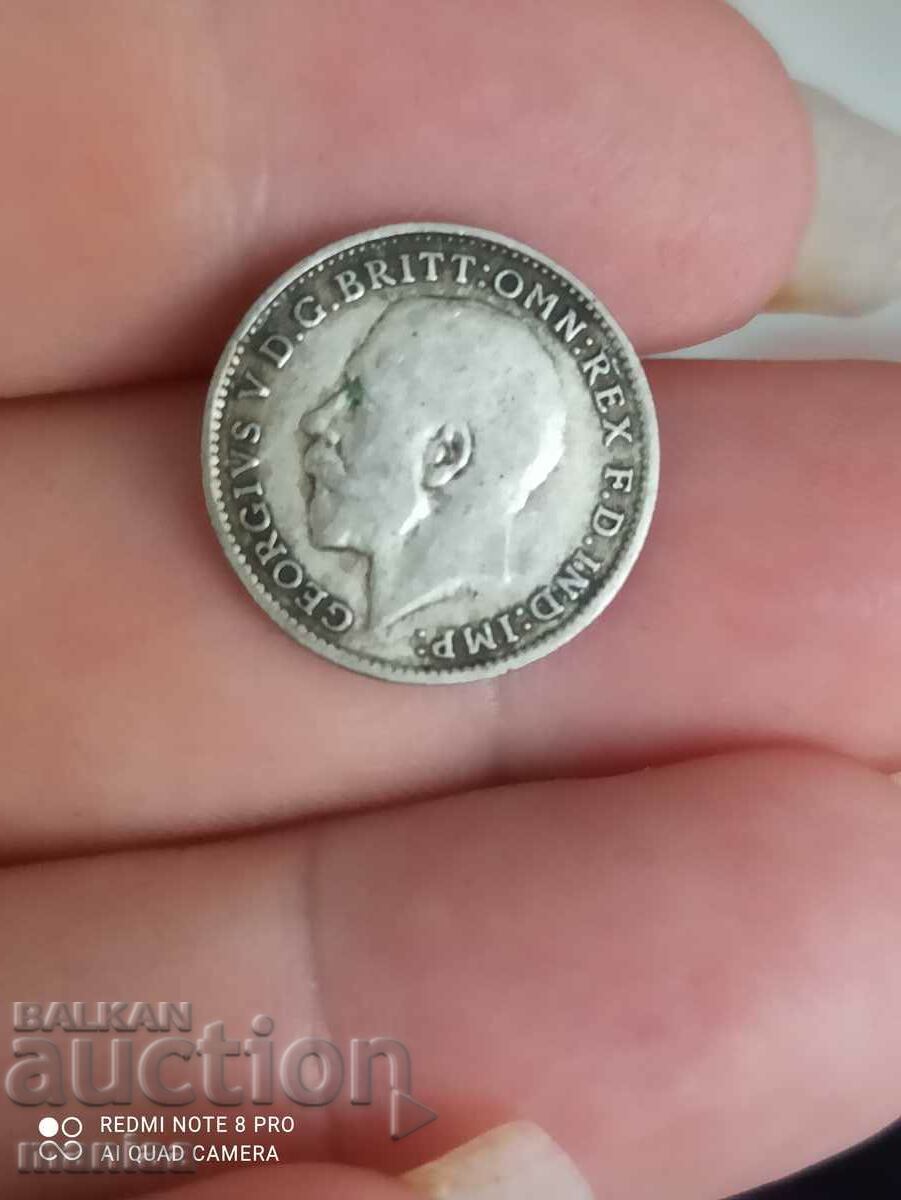 GEORGIVS V D.G.BRITT:OMN:REX F.D.IND:IMP:
BALKAN
auction
REDMI NOTE 8 PRO
AI QUAD CAMERA